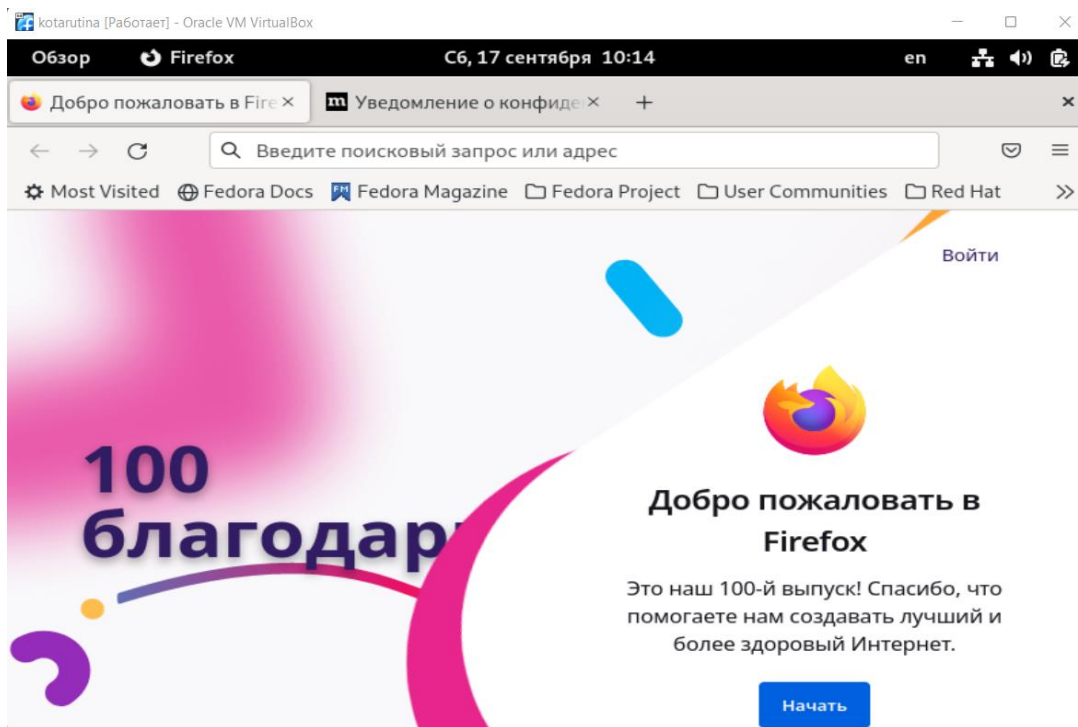 kotarutina [Работает] - Oracle VM VirtualBox
Обзор Firefox Сб, 17 сентября 10:14 en
Добро пожаловать в Fire Уведомление о конфиде
Введите поисковый запрос или адрес
Most Visited Fedora Docs Fedora Magazine Fedora Project User Communities Red Hat
Войти
100
благодар
Добро пожаловать в
Firefox
Это наш 100-й выпуск! Спасибо, что
помогаете нам создавать лучший и
более здоровый Интернет.
Начать